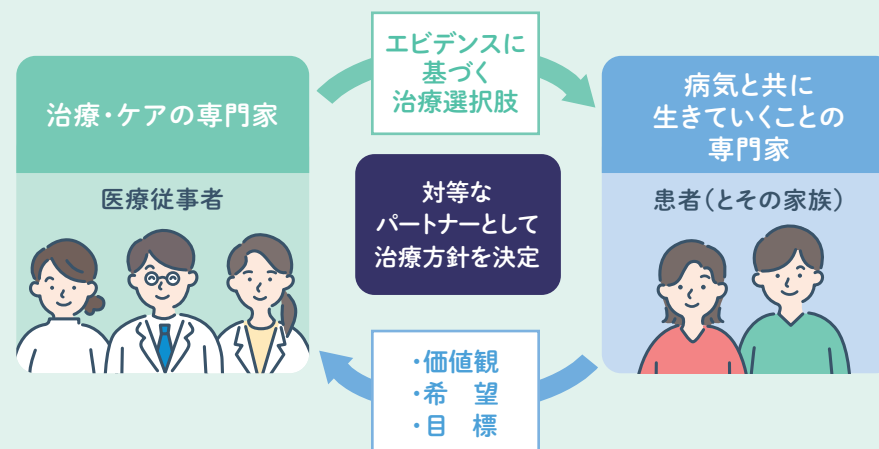 治療・ケアの専門家
医療従事者
エビデンスに
基づく
治療選択肢
対等な
パートナーとして
治療方針を決定
・価値観
・希　望
・目　標
病気と共に
生きていくことの
専門家
患者（とその家族）